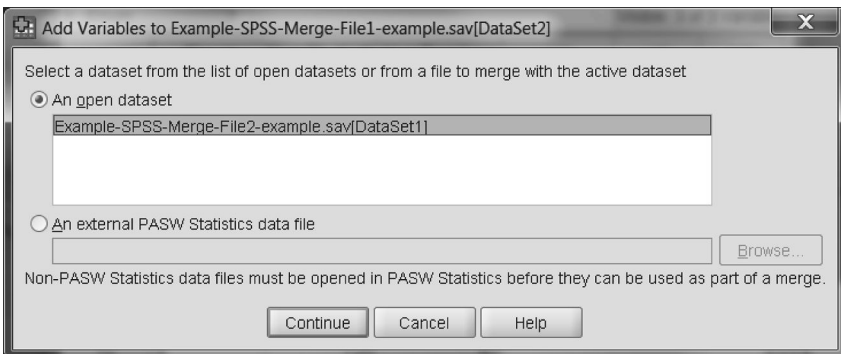 Add Variables to Example-SPSS-Merge-File1-example.sav[DataSet2]
X
Select a dataset from the list of open datasets or from a file to merge with the active dataset
An open dataset
Example-SPSS-Merge-File2-example.sav[DataSet1]
An external PASW Statistics data file
Browse...
Non-PASW Statistics data files must be opened in PASW Statistics before they can be used as part of a merge.
Continue Cancel Help